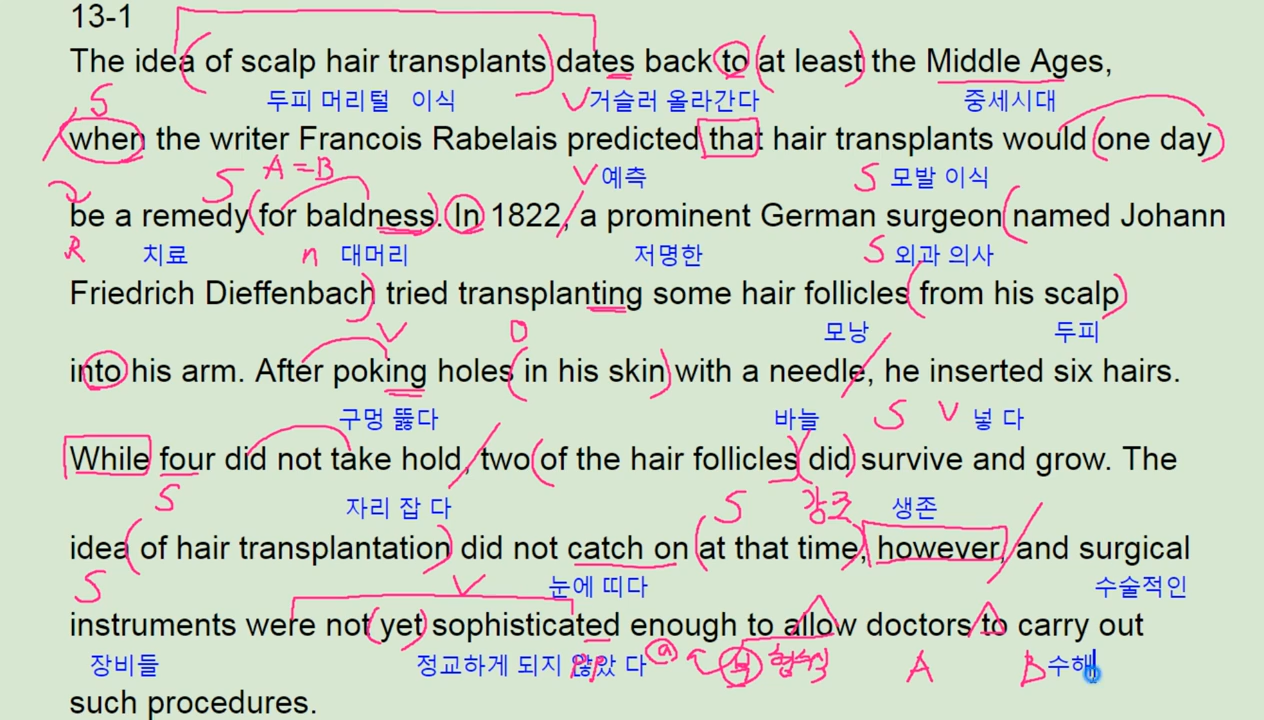 13-1
The idea of scalp hair transplants dates back to at least the Middle Ages,
두피 머리털 이식 V 거슬러 올라간다 중세시대
S
when the writer Francois Rabelais predicted that hair transplants would one day
S A = B V 예측 S 모발 이식
be a remedy for baldness. In 1822, a prominent German surgeon named Johann
R 치료 n 대머리 저명한 S 외과 의사
Friedrich Dieffenbach tried transplanting some hair follicles from his scalp
V O 모낭 두피
into his arm. After poking holes in his skin with a needle, he inserted six hairs.
구멍 뚫다 바늘 S V 넣 다
While four did not take hold, two of the hair follicles did survive and grow. The
S 자리 잡 다 S 강조 생존
idea of hair transplantation did not catch on at that time, however, and surgical
S V 눈에 띠다 수술적인
instruments were not yet sophisticated enough to allow doctors to carry out
장비들 정교하게 되지 않았 다 PP ⓐ 부 형수식 A B 수해
such procedures.